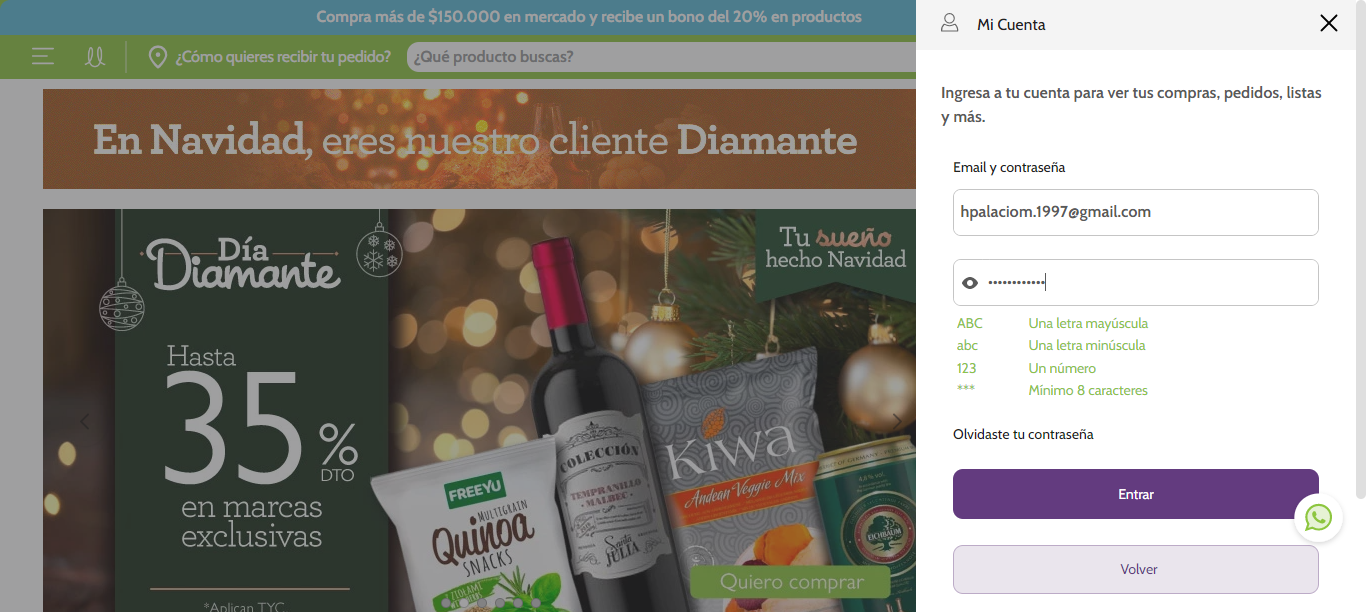 Compra más de $150.000 en mercado y recibe un bono del 20% en productos
¿Cómo quieres recibir tu pedido?
¿Qué producto buscas?
En Navidad, eres nuestro cliente Diamante
Día
Diamante
Hasta
35%
DTO
en marcas
exclusivas
*Aplican TYC
Tu sueño
hecho Navidad
COLECCIÓN
TEMPRANILLO
MALBEC
Santa
JULIA
FREEYU
MULTIGRAIN
Quinoa
SNACKS
Kiwa
Andean Veggie Mix
EICHBAUM
Quiero comprar
Mi Cuenta
Ingresa a tu cuenta para ver tus compras, pedidos, listas
y más.
Email y contraseña
hpalaciom.1997@gmail.com
••••••••••••
ABC Una letra mayúscula
abc Una letra minúscula
123 Un número
*** Mínimo 8 caracteres
Olvidaste tu contraseña
Entrar
Volver